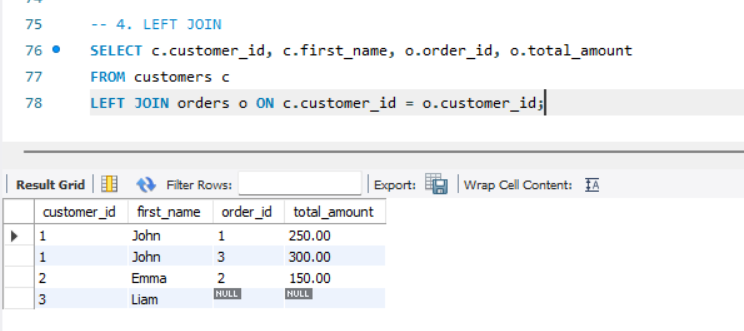 75 -- 4. LEFT JOIN
76 SELECT c.customer_id, c.first_name, o.order_id, o.total_amount
77 FROM customers c
78 LEFT JOIN orders o ON c.customer_id = o.customer_id;
Result Grid Filter Rows: Export: Wrap Cell Content: IA
customer_id first_name order_id total_amount
1 John 1 250.00
1 John 3 300.00
2 Emma 2 150.00
3 Liam NULL NULL